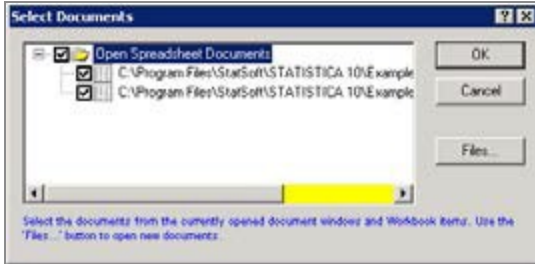 Select Documents
Open Spreadsheet Documents
C:\Program Files\StatSoft\STATISTICA 10\Example
C:\Program Files\StatSoft\STATISTICA 10\Example
OK
Cancel
Files...
Select the documents from the currently opened document windows and Workbook items. Use the
"Files..." button to open new documents.